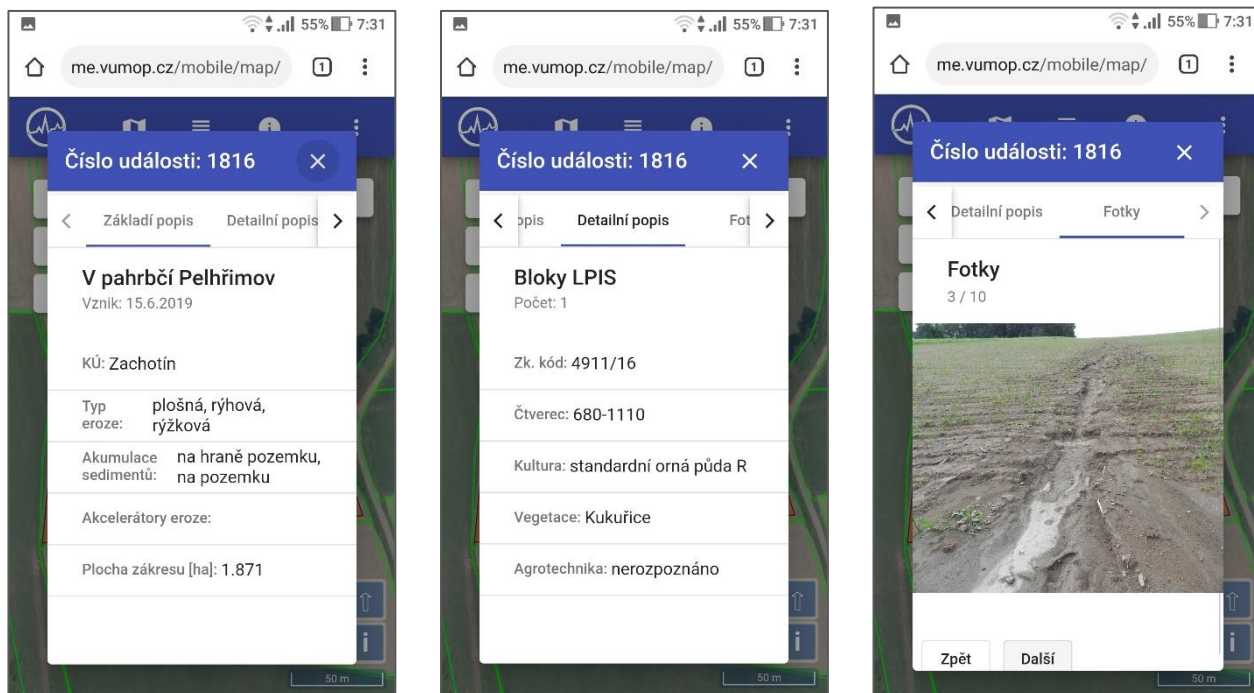 55% 7:31
me.vumop.cz/mobile/map/ 1
Číslo události: 1816
Základí popis Detailní popis
V pahrbčí Pelhřimov
Vznik: 15.6.2019
KÚ: Zachotín
Typ eroze: plošná, rýhová,
rýžková
Akumulace sedimentů: na hraně pozemku,
na pozemku
Akcelerátory eroze:
Plocha zákresu [ha]: 1.871
50 m
55% 7:31
me.vumop.cz/mobile/map/ 1
Číslo události: 1816
opis Detailní popis Fot
Bloky LPIS
Počet: 1
Zk. kód: 4911/16
Čtverec: 680-1110
Kultura: standardní orná půda R
Vegetace: Kukuřice
Agrotechnika: nerozpoznáno
50 m
55% 7:31
me.vumop.cz/mobile/map/ 1
Číslo události: 1816
Detailní popis Fotky
Fotky
3 / 10
Zpět Další
50 m